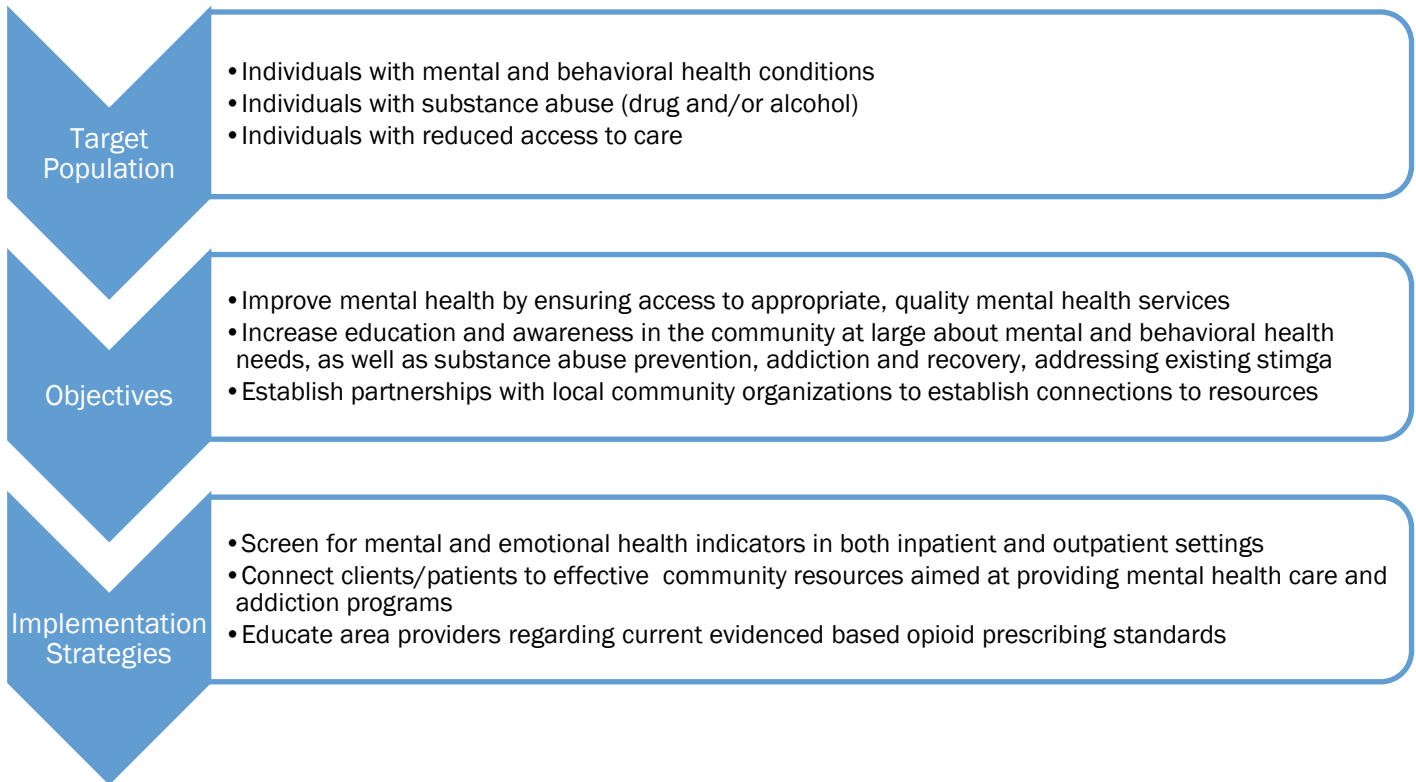 Target
Population
•Individuals with mental and behavioral health conditions
•Individuals with substance abuse (drug and/or alcohol)
•Individuals with reduced access to care
Objectives
•Improve mental health by ensuring access to appropriate, quality mental health services
•Increase education and awareness in the community at large about mental and behavioral health
needs, as well as substance abuse prevention, addiction and recovery, addressing existing stimga
•Establish partnerships with local community organizations to establish connections to resources
Implementation
Strategies
•Screen for mental and emotional health indicators in both inpatient and outpatient settings
•Connect clients/patients to effective  community resources aimed at providing mental health care and
addiction programs
•Educate area providers regarding current evidenced based opioid prescribing standards